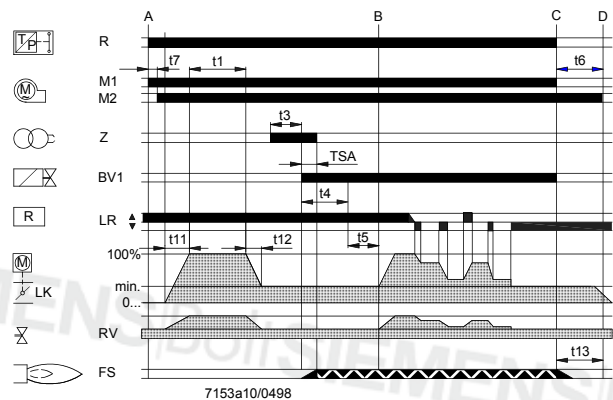 A B C D
T P R
t7 t1 t6
M M1
M2
t3
Z
TSA
BV1
t4
R LR
t5
t11 t12
100%
M
min.
LK
0...
RV
t13
FS
7153a10/0498
SIEMENS Bolt SIEMENS